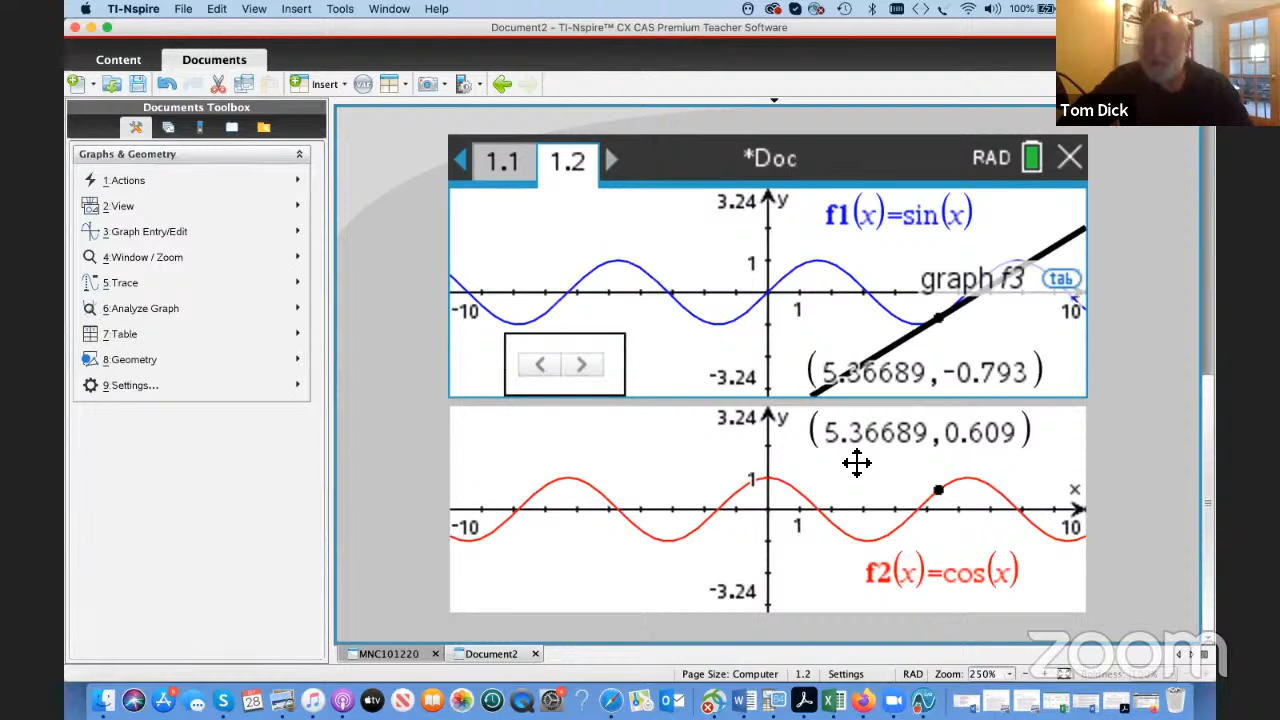 TI-Nspire File Edit View Insert Tools Window Help 100%
Document2 - TI-Nspire™ CX CAS Premium Teacher Software
Content Documents
Insert
Documents Toolbox
Graphs & Geometry
1:Actions
2:View
3:Graph Entry/Edit
4:Window / Zoom
5:Trace
6:Analyze Graph
7:Table
8:Geometry
9:Settings...
1.1 1.2 *Doc RAD
3.24 y
f1(x)=sin(x)
1
graph f3 tab
-10 1 10
-3.24
(5.36689,-0.793)
3.24 y
(5.36689,0.609)
1 x
-10 1 10
-3.24
f2(x)=cos(x)
Tom Dick
MNC101220 Document2
zoom
Page Size: Computer 1.2 Settings RAD Zoom: 250%
28
tv